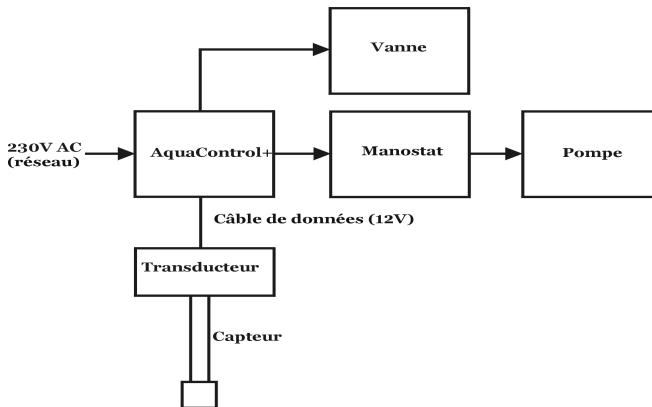 Vanne
230V AC
(réseau)
AquaControl+
Manostat
Pompe
Câble de données (12V)
Transducteur
Capteur